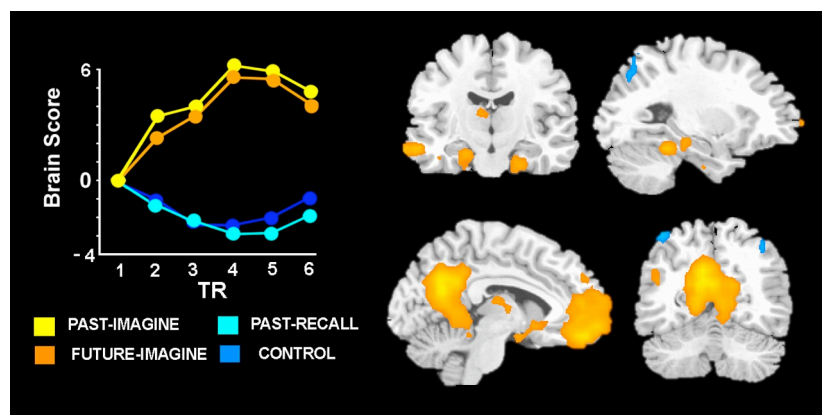 Brain Score
6
0
- 4
1 2 3 4 5 6
TR
PAST-IMAGINE
PAST-RECALL
FUTURE-IMAGINE
CONTROL